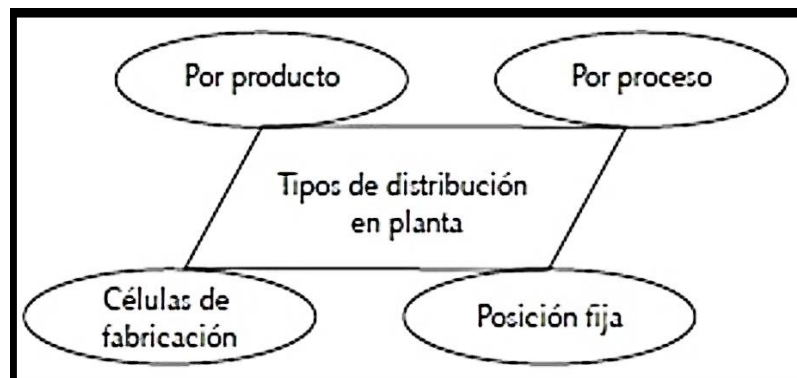 Por producto
Por proceso
Tipos de distribución
en planta
Células de
fabricación
Posición fija